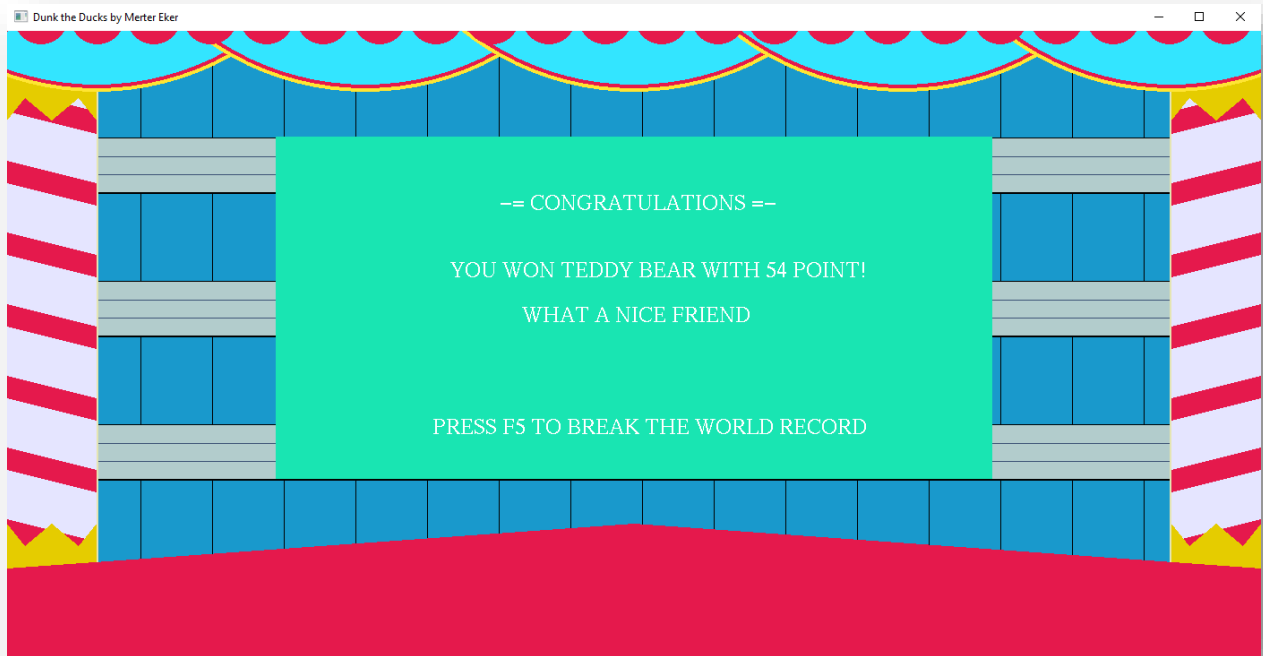 Dunk the Ducks by Merter Eker
-= CONGRATULATIONS =-
YOU WON TEDDY BEAR WITH 54 POINT!
WHAT A NICE FRIEND
PRESS F5 TO BREAK THE WORLD RECORD